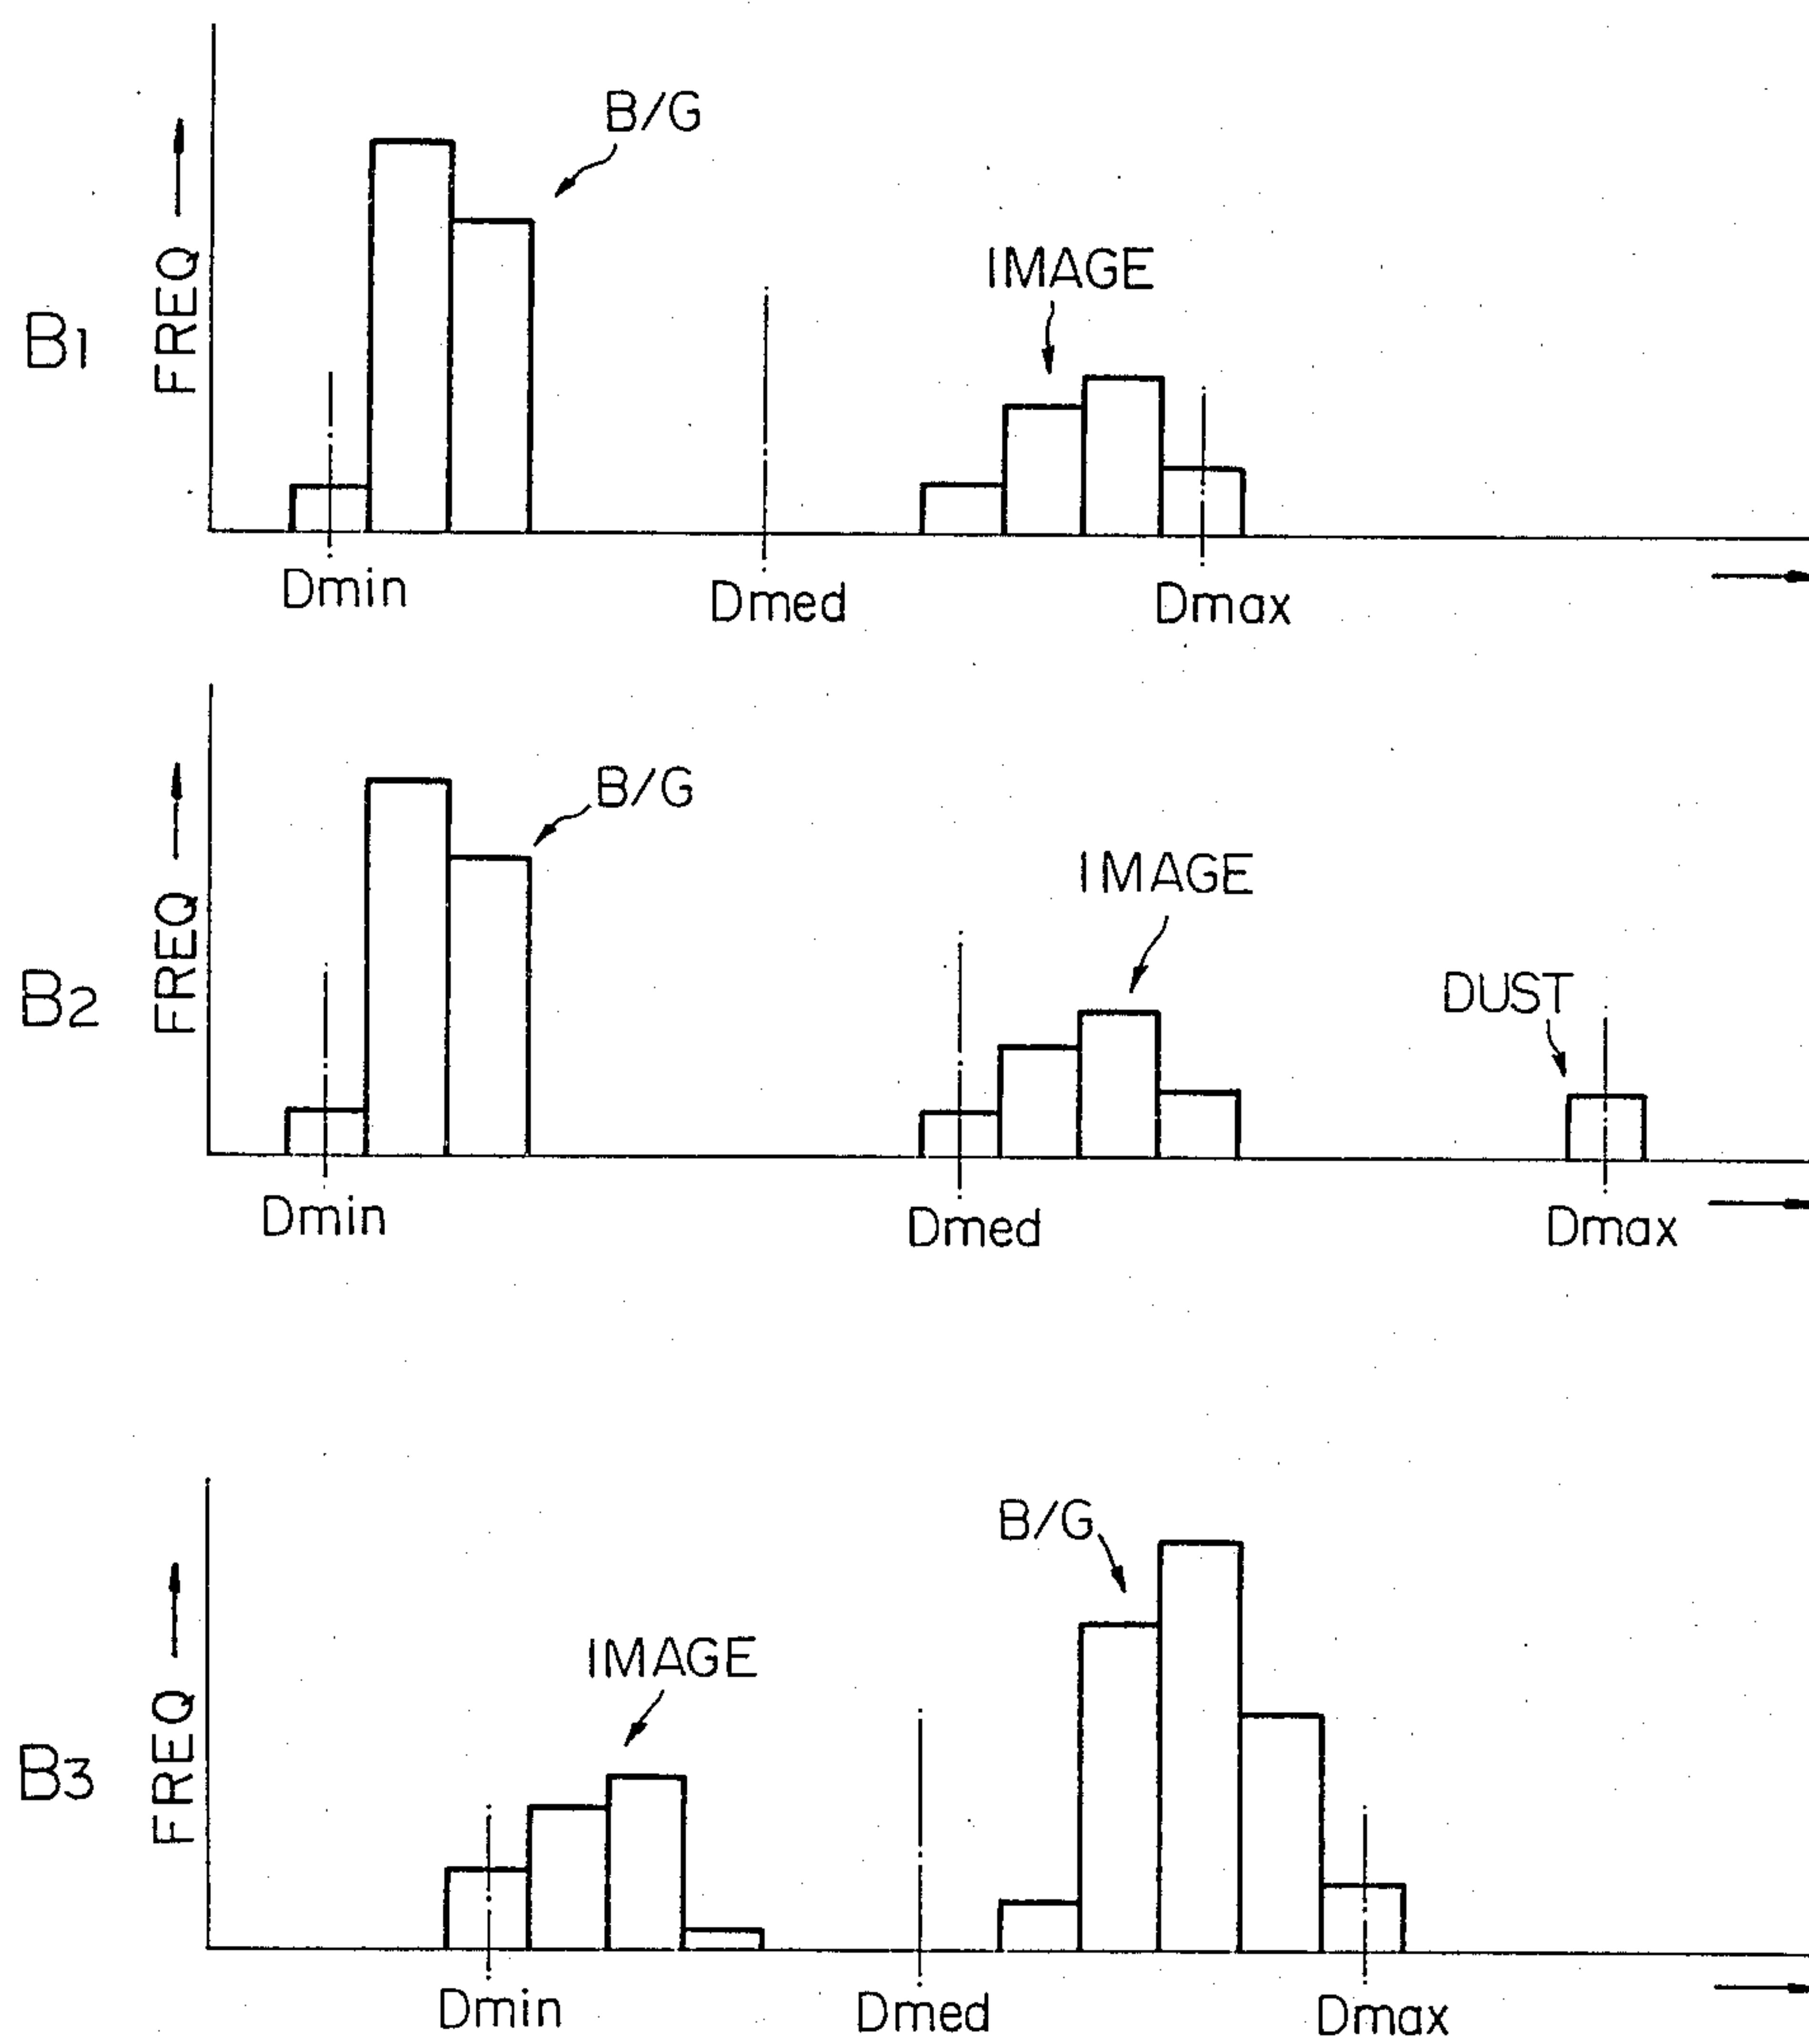 B/G
IMAGE
B1
FREQ
Dmin
Dmed
Dmax
B/G
IMAGE
DUST
B2
FREQ
Dmin
Dmed
Dmax
B/G
IMAGE
B3
FREQ
Dmin
Dmed
Dmax